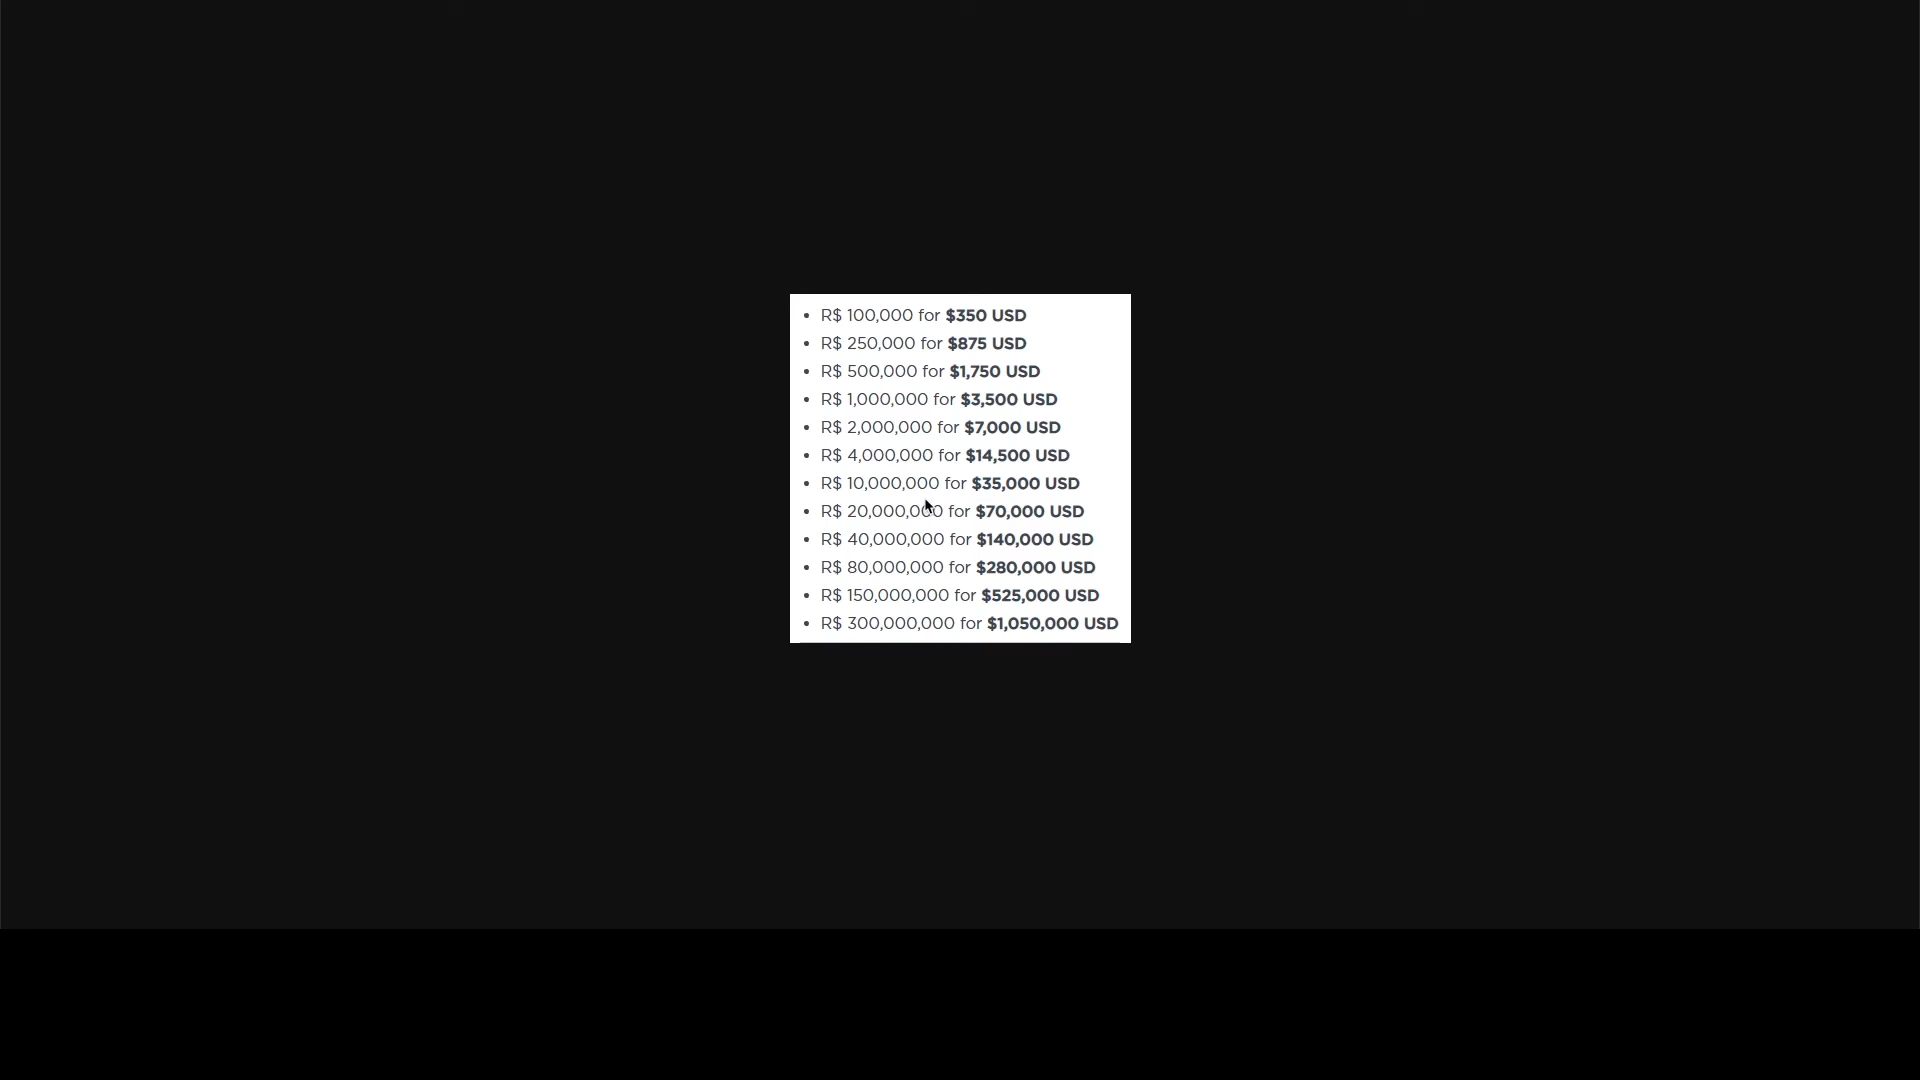 • R$ 100,000 for $350 USD
• R$ 250,000 for $875 USD
• R$ 500,000 for $1,750 USD
• R$ 1,000,000 for $3,500 USD
• R$ 2,000,000 for $7,000 USD
• R$ 4,000,000 for $14,500 USD
• R$ 10,000,000 for $35,000 USD
• R$ 20,000,000 for $70,000 USD
• R$ 40,000,000 for $140,000 USD
• R$ 80,000,000 for $280,000 USD
• R$ 150,000,000 for $525,000 USD
• R$ 300,000,000 for $1,050,000 USD